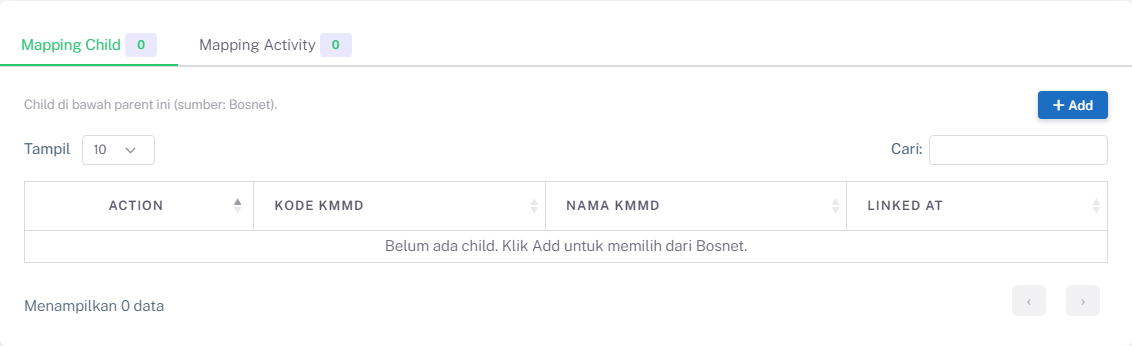 Mapping Child 0 Mapping Activity 0
Child di bawah parent ini (sumber: Bosnet).
+ Add
Tampil 10 Cari:
ACTION KODE KMMD NAMA KMMD LINKED AT
Belum ada child. Klik Add untuk memilih dari Bosnet.
Menampilkan 0 data ‹ ›